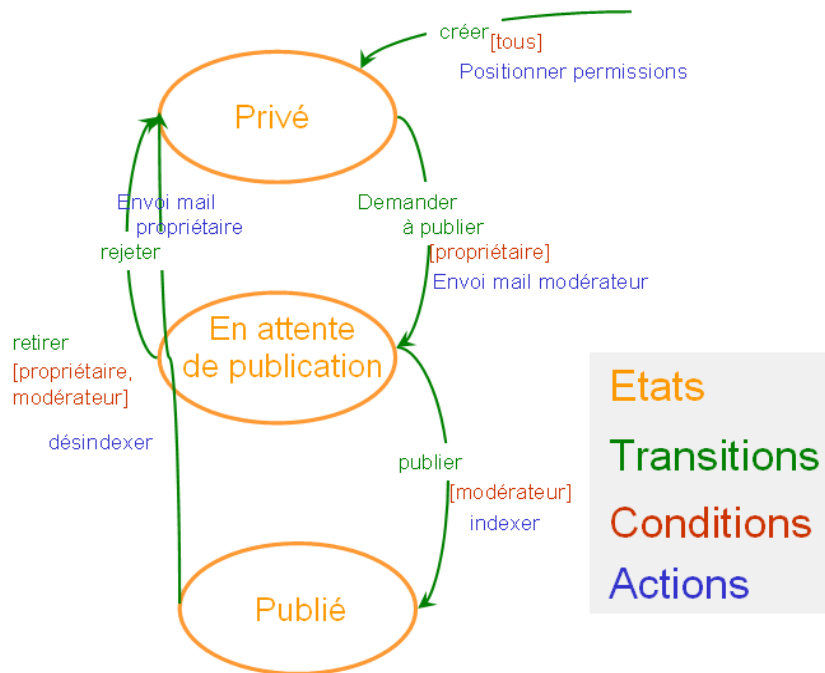 créer
[tous]
Positionner permissions
Privé
Envoi mail
propriétaire
rejeter
Demander
à publier
[propriétaire]
Envoi mail modérateur
En attente
de publication
retirer
[propriétaire,
modérateur]
désindexer
publier
[modérateur]
indexer
Publié
Etats
Transitions
Conditions
Actions